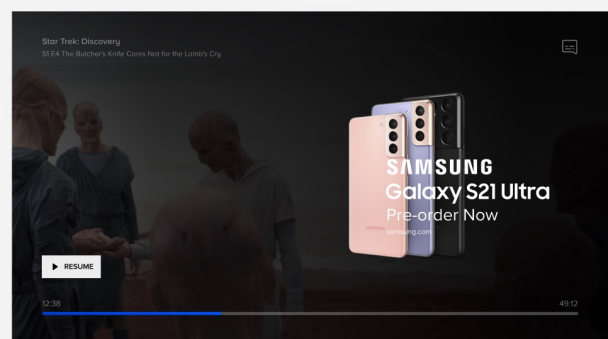 Star Trek: Discovery
S1 E4 The Butcher's Knife Cares Not for the Lamb's Cry
SAMSUNG
Galaxy S21 Ultra
Pre-order Now
samsung.com
RESUME
12:38
49:12